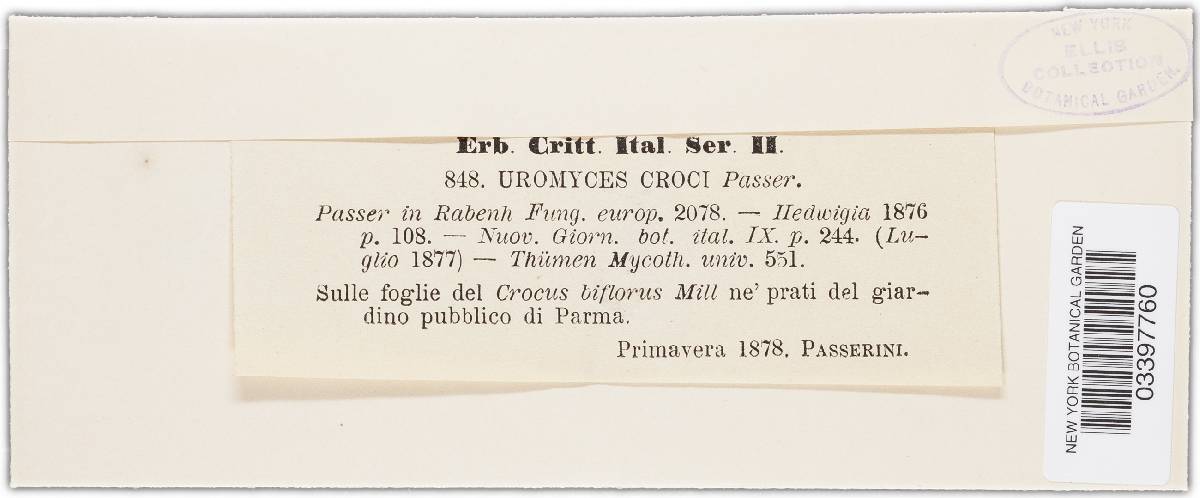 NEW YORK
ELLIS
COLLECTION
BOTANICAL GARDEN.
Erb. Critt. Ital. Ser. II.
848. UROMYCES CROCI Passer.
Passer in Rabenh Fung. europ. 2078. — Hedwigia 1876
p. 108. — Nuov. Giorn. bot. ital. IX. p. 244. (Lu-
glio 1877) — Thümen Mycoth. univ. 551.
Sulle foglie del Crocus biflorus Mill ne' prati del giar-
dino pubblico di Parma.
Primavera 1878. PASSERINI.
NEW YORK BOTANICAL GARDEN
03397760